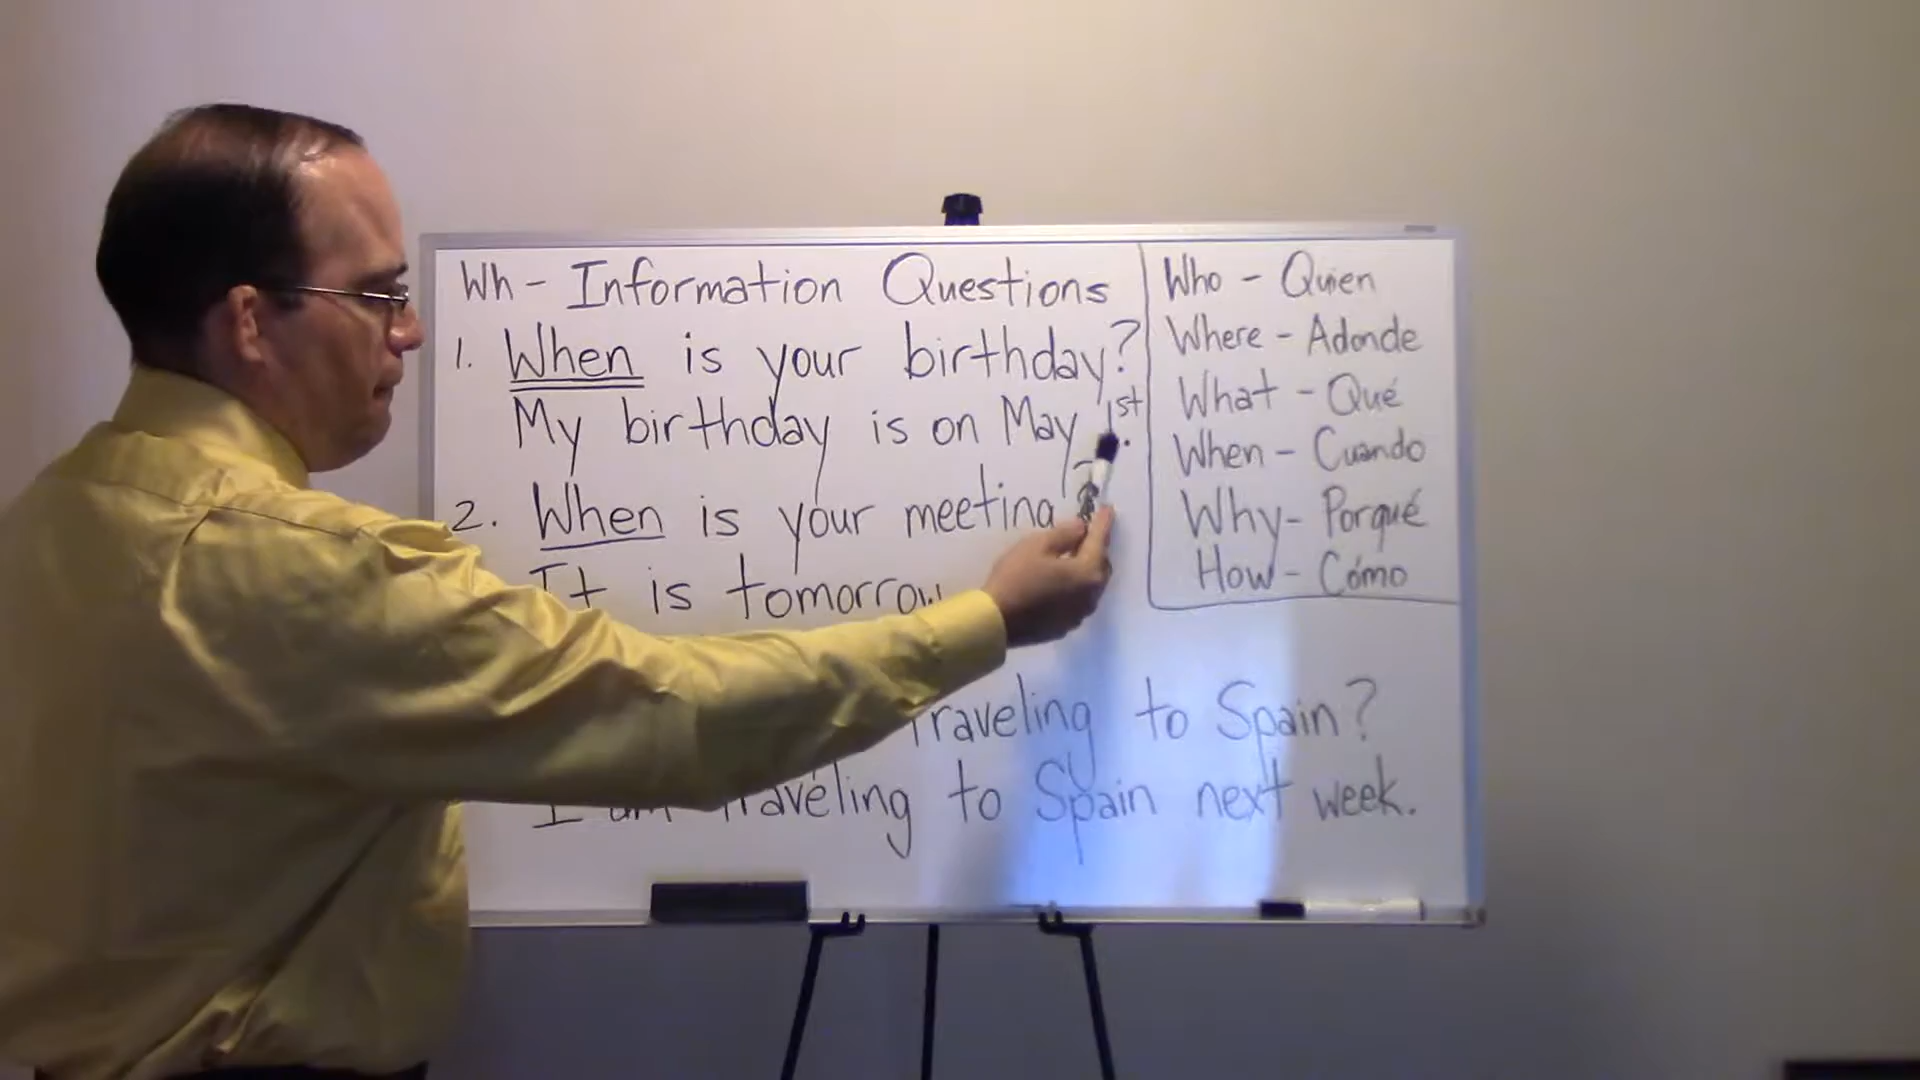 Wh - Information Questions
1. When is your birthday?
My birthday is on May 1st.
2. When is your meeting?
It is tomorrow
traveling to Spain?
I am traveling to Spain next week.
Who - Quien
Where - Adonde
What - Qué
When - Cuando
Why - Porqué
How - Cómo